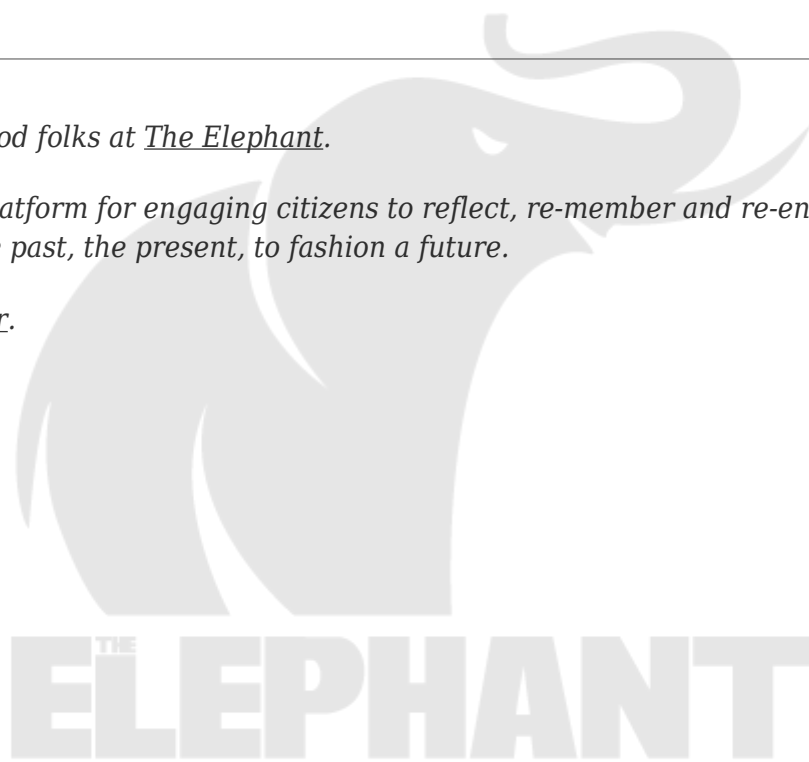 od folks at The Elephant.
atform for engaging citizens to reflect, re-member and re-en
past, the present, to fashion a future.
r.
THE
ELEPHANT